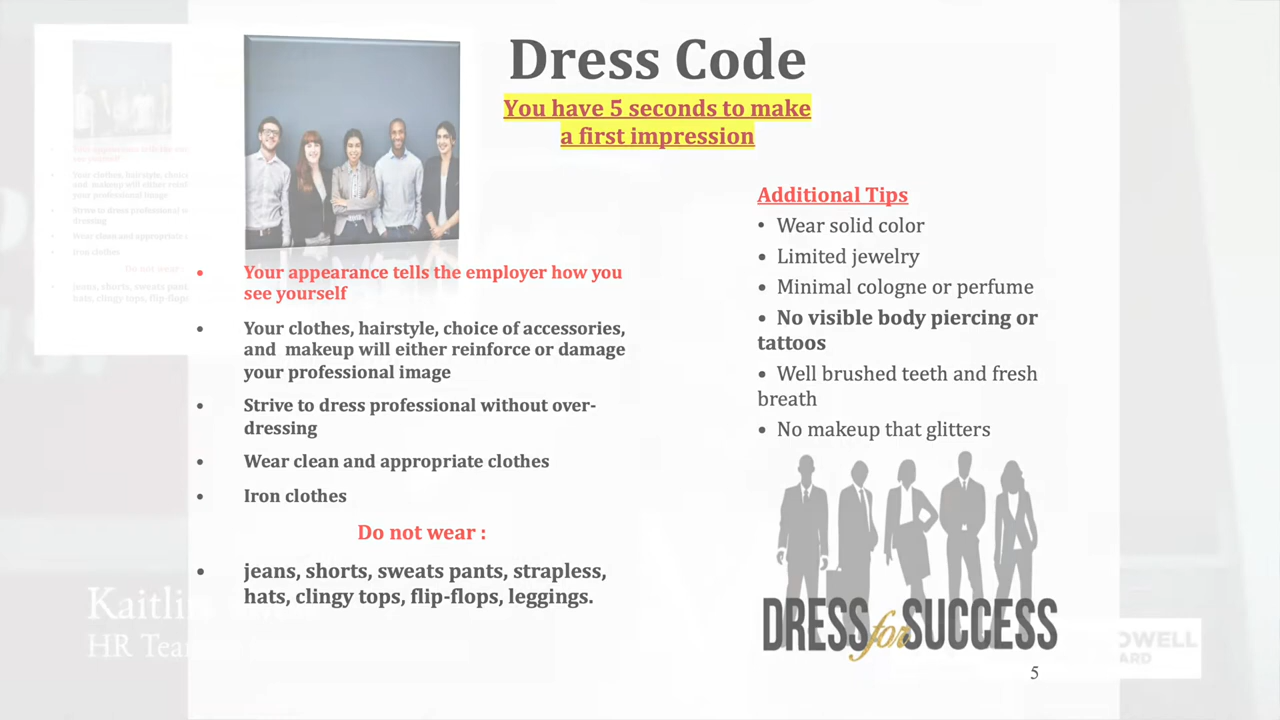 Dress Code
You have 5 seconds to make
a first impression
• Your appearance tells the employer how you
see yourself
• Your clothes, hairstyle, choice of accessories,
and makeup will either reinforce or damage
your professional image
• Strive to dress professional without over-
dressing
• Wear clean and appropriate clothes
• Iron clothes
Do not wear :
• jeans, shorts, sweats pants, strapless,
hats, clingy tops, flip-flops, leggings.
Additional Tips
• Wear solid color
• Limited jewelry
• Minimal cologne or perfume
• No visible body piercing or
tattoos
• Well brushed teeth and fresh
breath
• No makeup that glitters
DRESS for SUCCESS
5
HR